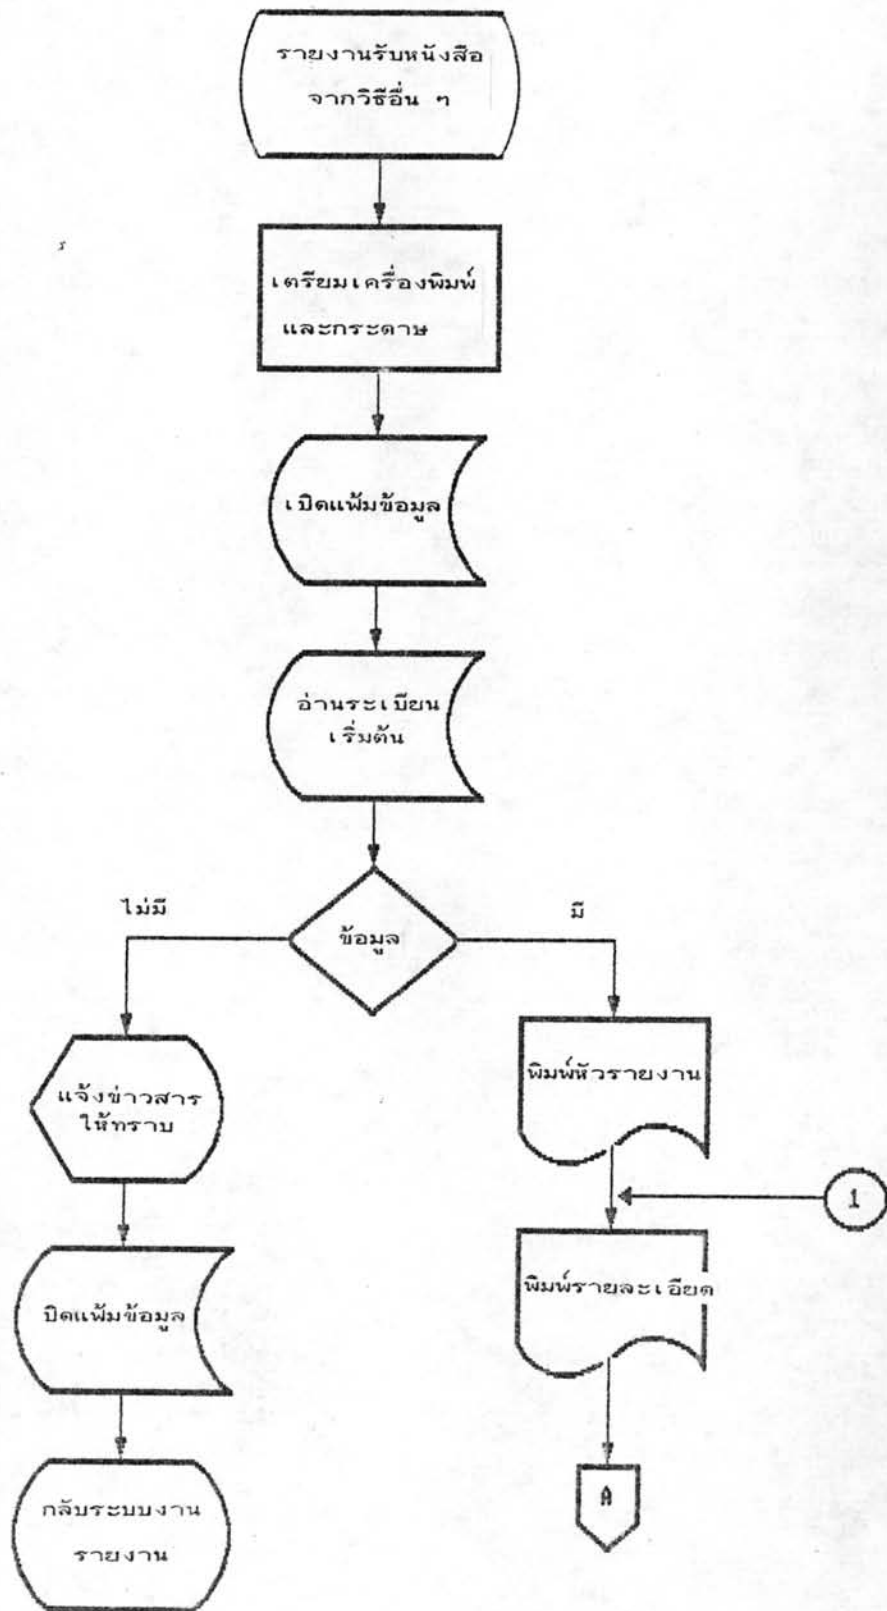 รายงานรับหนังสือ
จากวิธีอื่น ๆ
เตรียมเครื่องพิมพ์
และกระดาษ
เปิดแฟ้มข้อมูล
อ่านระเบียน
เริ่มต้น
ไม่มี
ข้อมูล
มี
แจ้งข่าวสาร
ให้ทราบ
พิมพ์หัวรายงาน
1
ปิดแฟ้มข้อมูล
พิมพ์รายละเอียด
กลับระบบงาน
รายงาน
A